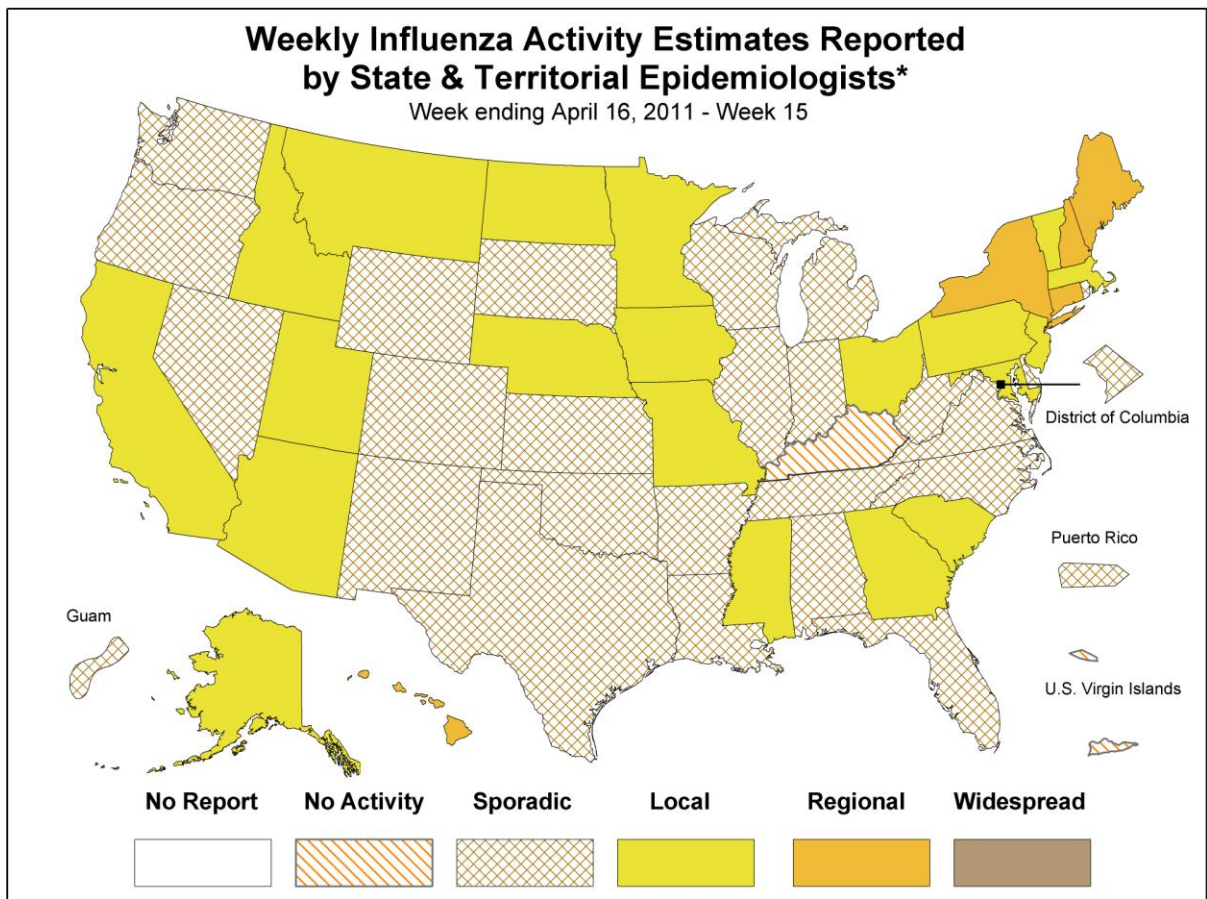 Weekly Influenza Activity Estimates Reported
by State & Territorial Epidemiologists*
Week ending April 16, 2011 - Week 15
District of Columbia
Puerto Rico
Guam
U.S. Virgin Islands
No Report No Activity Sporadic Local Regional Widespread